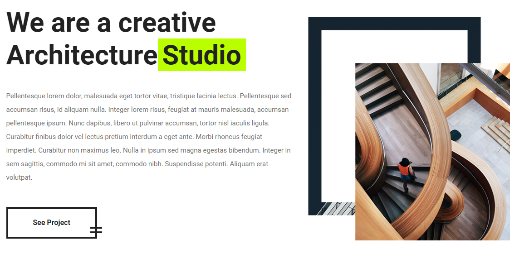 We are a creative
Architecture Studio
Pellentesque lorem dolor, malesuada eget tortor vitae, tristique lacinia lectus. Pellentesque sed
accumsan risus, id aliquam nulla. Integer lorem risus, feugiat at mauris malesuada, accumsan
pellentesque ipsum. Nunc dapibus, libero ut pulvinar accumsan, tortor nisl iaculis ligula.
Curabitur finibus dolor vel lectus pretium interdum a eget ante. Morbi rhoncus feugiat
imperdiet. Curabitur non maximus leo. Nulla in ipsum sed magna egestas bibendum. Integer in
sem sagittis, commodo mi sit amet, commodo nibh. Suspendisse potenti. Aliquam erat
volutpat.
See Project